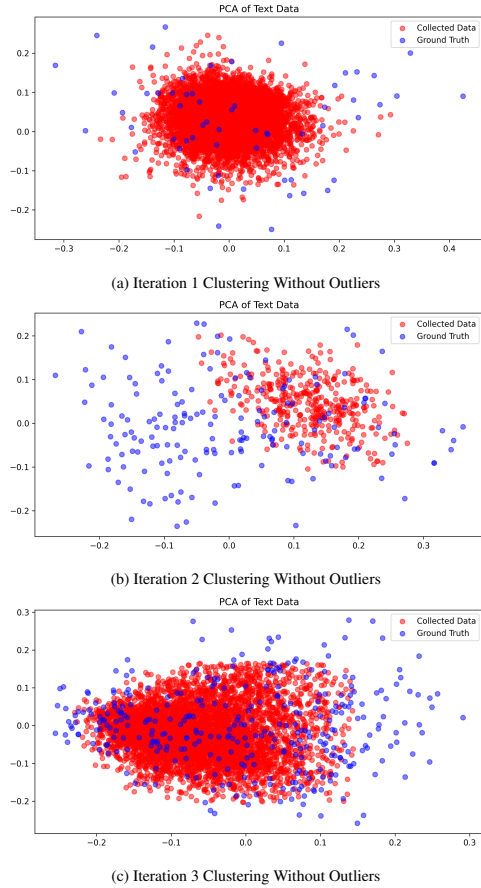 PCA of Text Data
Collected Data
Ground Truth
0.2
0.1
0.0
−0.1
−0.2
−0.3 −0.2 −0.1 0.0 0.1 0.2 0.3 0.4
(a) Iteration 1 Clustering Without Outliers
PCA of Text Data
Collected Data
Ground Truth
0.2
0.1
0.0
−0.1
−0.2
−0.2 −0.1 0.0 0.1 0.2 0.3
(b) Iteration 2 Clustering Without Outliers
PCA of Text Data
Collected Data
Ground Truth
0.3
0.2
0.1
0.0
−0.1
−0.2
−0.2 −0.1 0.0 0.1 0.2 0.3
(c) Iteration 3 Clustering Without Outliers